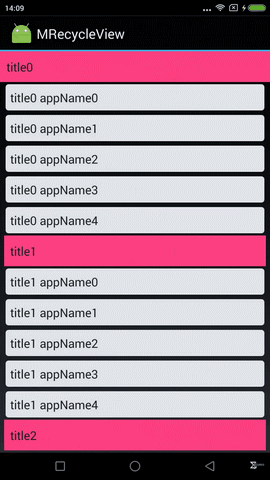 14:09
MRecycleView
title0
title0 appName0
title0 appName1
title0 appName2
title0 appName3
title0 appName4
title1
title1 appName0
title1 appName1
title1 appName2
title1 appName3
title1 appName4
title2